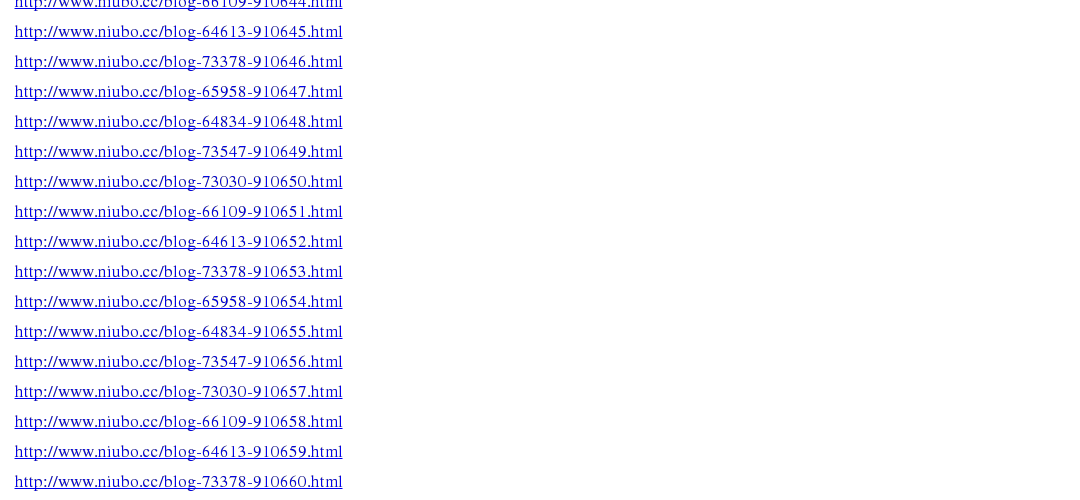 http://www.niubo.cc/blog-66109-910644.html
http://www.niubo.cc/blog-64613-910645.html
http://www.niubo.cc/blog-73378-910646.html
http://www.niubo.cc/blog-65958-910647.html
http://www.niubo.cc/blog-64834-910648.html
http://www.niubo.cc/blog-73547-910649.html
http://www.niubo.cc/blog-73030-910650.html
http://www.niubo.cc/blog-66109-910651.html
http://www.niubo.cc/blog-64613-910652.html
http://www.niubo.cc/blog-73378-910653.html
http://www.niubo.cc/blog-65958-910654.html
http://www.niubo.cc/blog-64834-910655.html
http://www.niubo.cc/blog-73547-910656.html
http://www.niubo.cc/blog-73030-910657.html
http://www.niubo.cc/blog-66109-910658.html
http://www.niubo.cc/blog-64613-910659.html
http://www.niubo.cc/blog-73378-910660.html